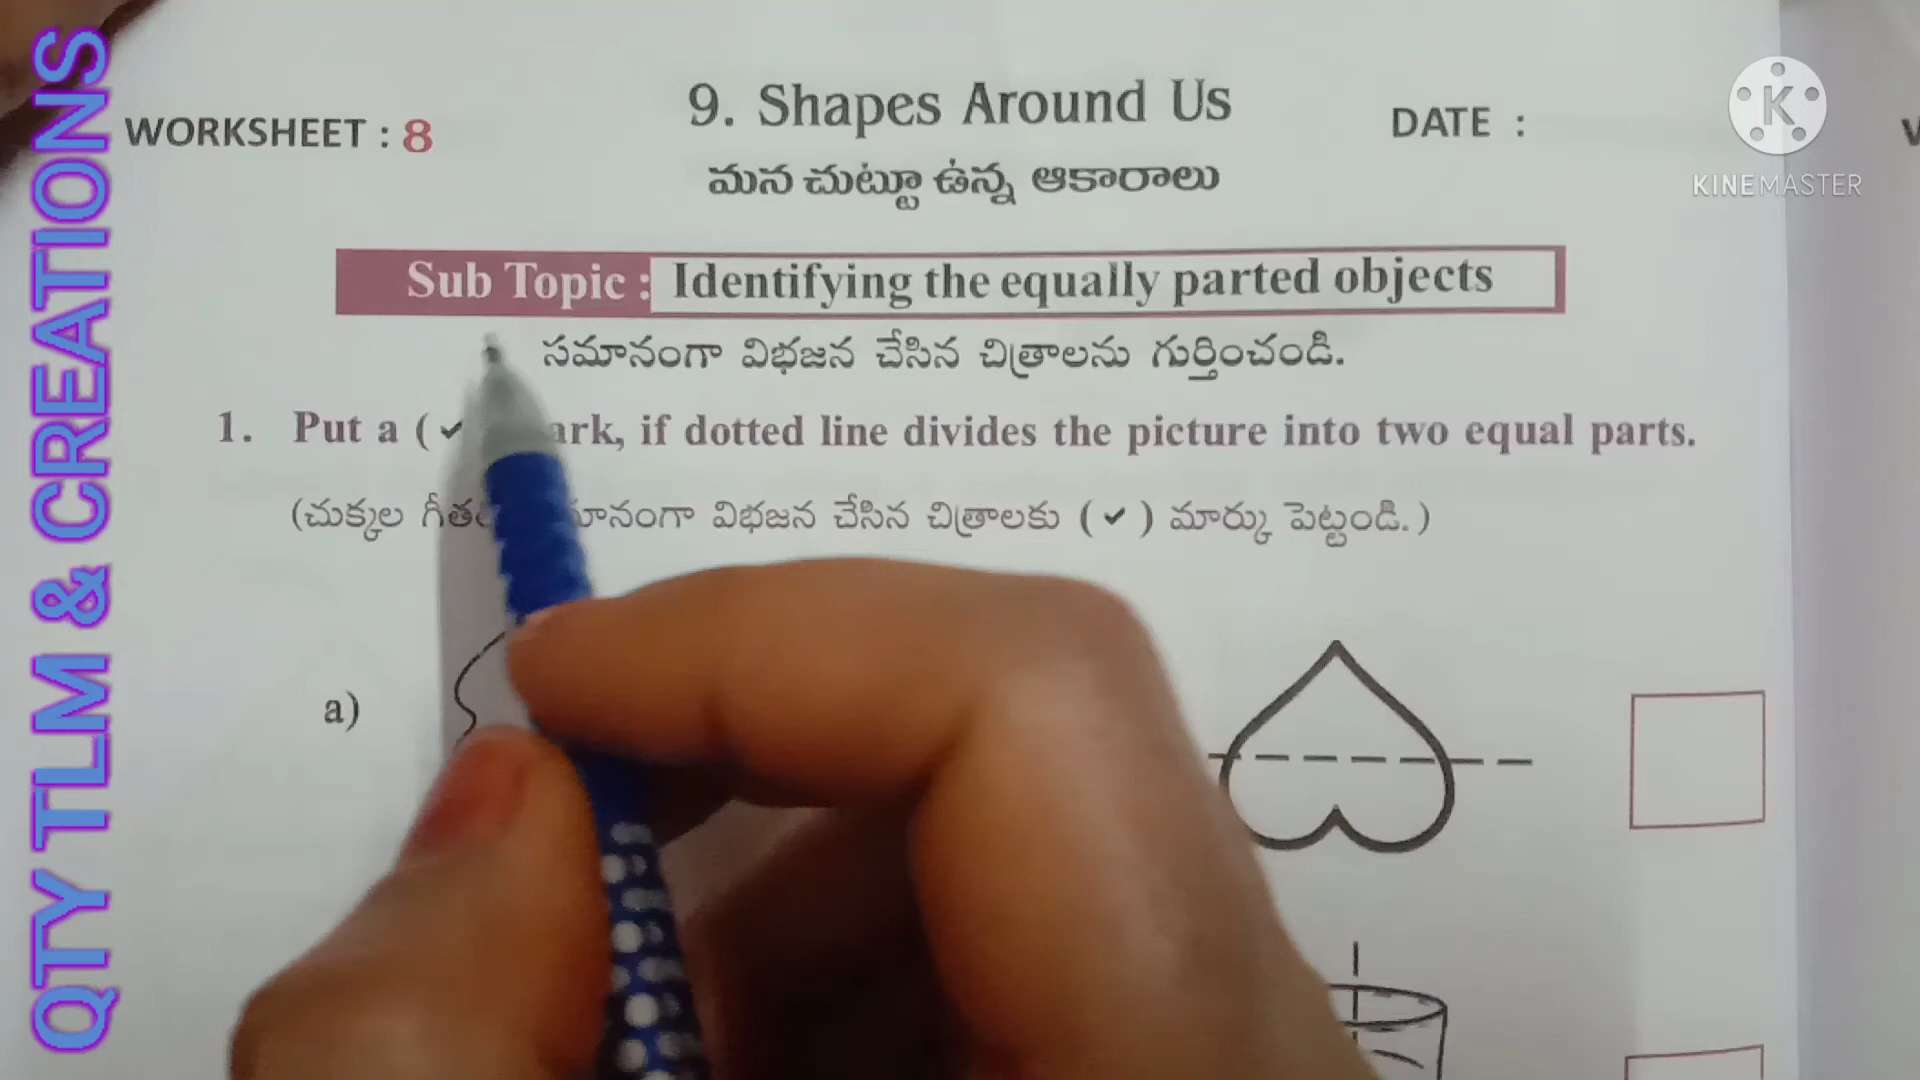 QTY TLM & CREATIONS
WORKSHEET : 8
9. Shapes Around Us
DATE :
KINEMASTER
మన చుట్టూ ఉన్న ఆకారాలు
Sub Topic : Identifying the equally parted objects
సమానంగా విభజన చేసిన చిత్రాలను గుర్తించండి.
1. Put a (✓ if dotted line divides the picture into two equal parts.
(చుక్కల విభజన చేసిన చిత్రాలకు (✓) మార్కు పెట్టండి.)
a)